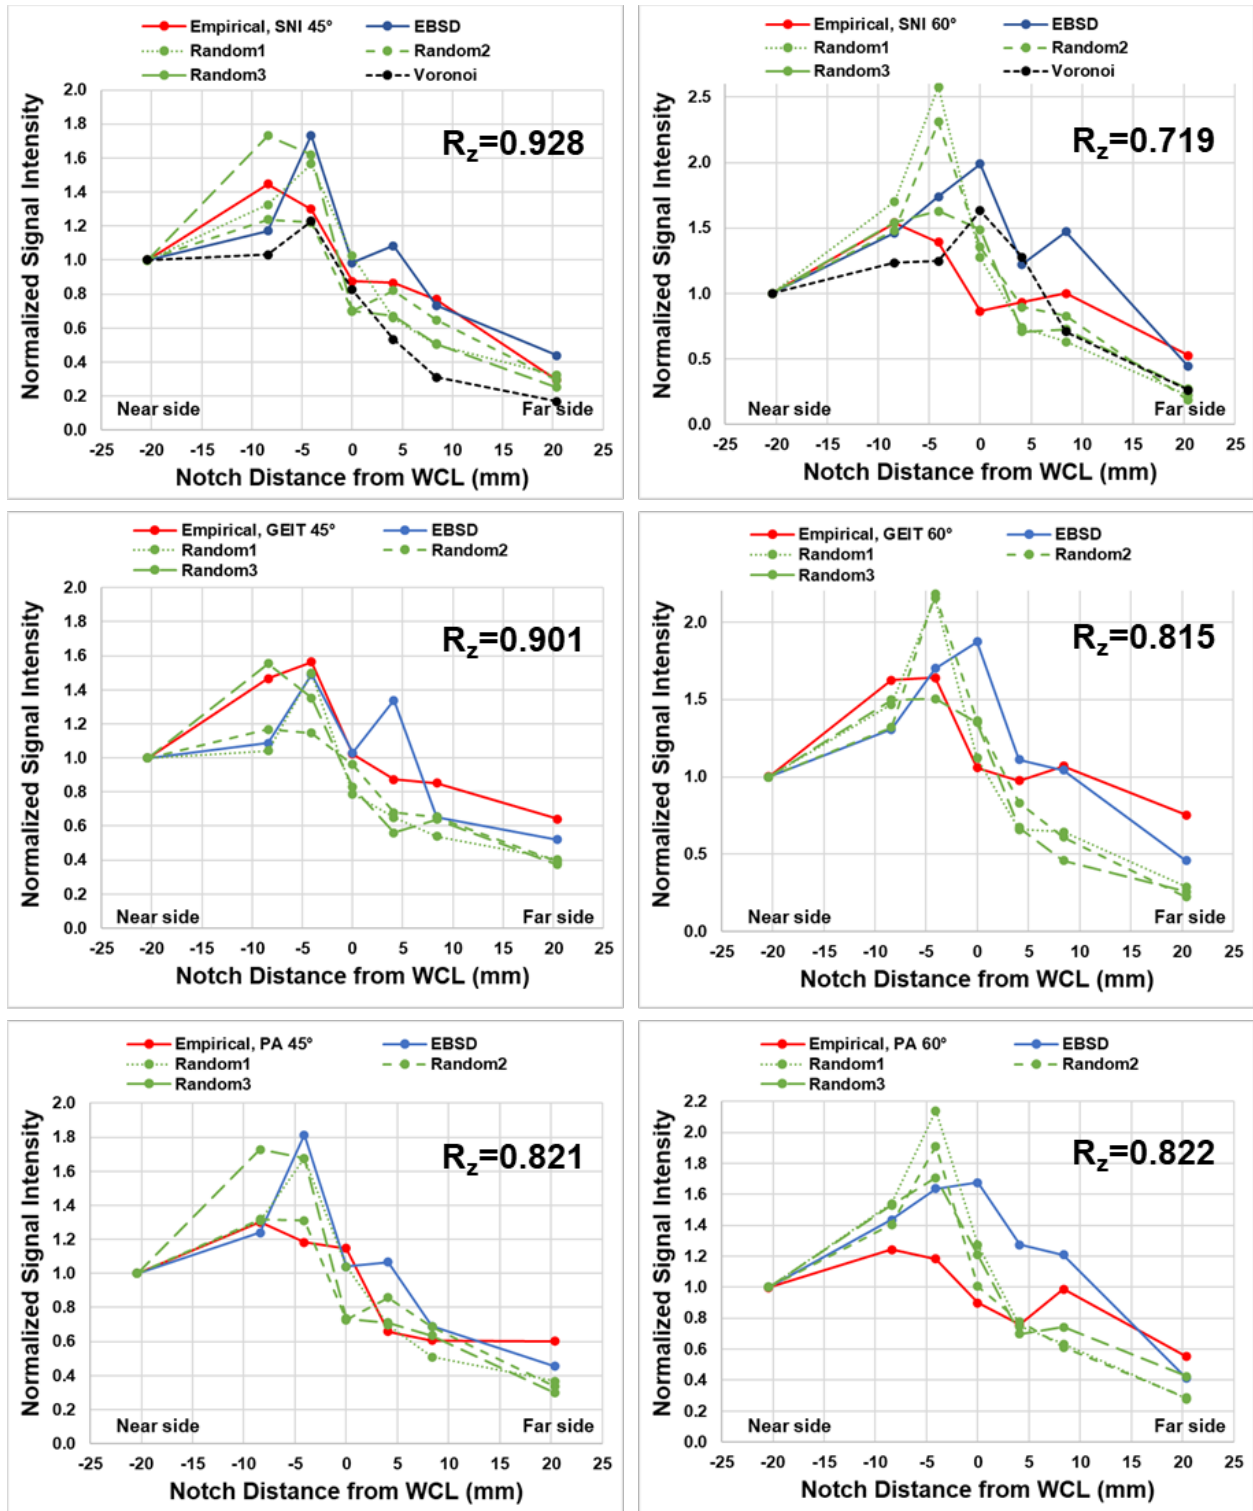 Empirical, SNI 45º EBSD
Random1 Random2
Random3 Voronoi
Normalized Signal Intensity
2.0
1.8
1.6
1.4
1.2
1.0
0.8
0.6
0.4
0.2
0.0
Rz=0.928
Near side Far side
-25 -20 -15 -10 -5 0 5 10 15 20 25
Notch Distance from WCL (mm)
Empirical, SNI 60º EBSD
Random1 Random2
Random3 Voronoi
Normalized Signal Intensity
2.5
2.0
1.5
1.0
0.5
0.0
Rz=0.719
Near side Far side
-25 -20 -15 -10 -5 0 5 10 15 20 25
Notch Distance from WCL (mm)
Empirical, GEIT 45º EBSD
Random1 Random2
Random3
Normalized Signal Intensity
2.0
1.8
1.6
1.4
1.2
1.0
0.8
0.6
0.4
0.2
0.0
Rz=0.901
Near side Far side
-25 -20 -15 -10 -5 0 5 10 15 20 25
Notch Distance from WCL (mm)
Empirical, GEIT 60º EBSD
Random1 Random2
Random3
Normalized Signal Intensity
2.0
1.5
1.0
0.5
0.0
Rz=0.815
Near side Far side
-25 -20 -15 -10 -5 0 5 10 15 20 25
Notch Distance from WCL (mm)
Empirical, PA 45º EBSD
Random1 Random2
Random3
Normalized Signal Intensity
2.0
1.8
1.6
1.4
1.2
1.0
0.8
0.6
0.4
0.2
0.0
Rz=0.821
Near side Far side
-25 -20 -15 -10 -5 0 5 10 15 20 25
Notch Distance from WCL (mm)
Empirical, PA 60º EBSD
Random1 Random2
Random3
Normalized Signal Intensity
2.2
2.0
1.8
1.6
1.4
1.2
1.0
0.8
0.6
0.4
0.2
0.0
Rz=0.822
Near side Far side
-25 -20 -15 -10 -5 0 5 10 15 20 25
Notch Distance from WCL (mm)